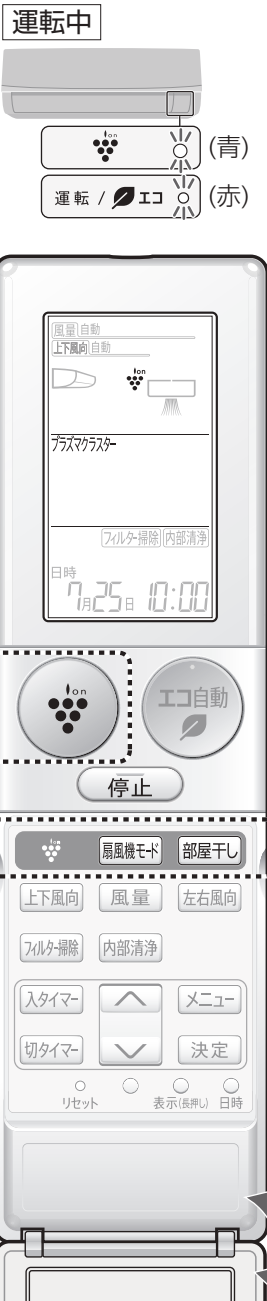 運転中
ion
(青)
運転 / エコ
(赤)
風量 自動
上下風向 自動
ion
プラズマクラスター
フィルター掃除 内部清浄
日時
7月25日 10:00
ion
エコ自動
停止
ion
扇風機モード 部屋干し
上下風向 風量 左右風向
フィルター掃除 内部清浄
入タイマー メニュー
切タイマー 決定
リセット 表示(長押し) 日時